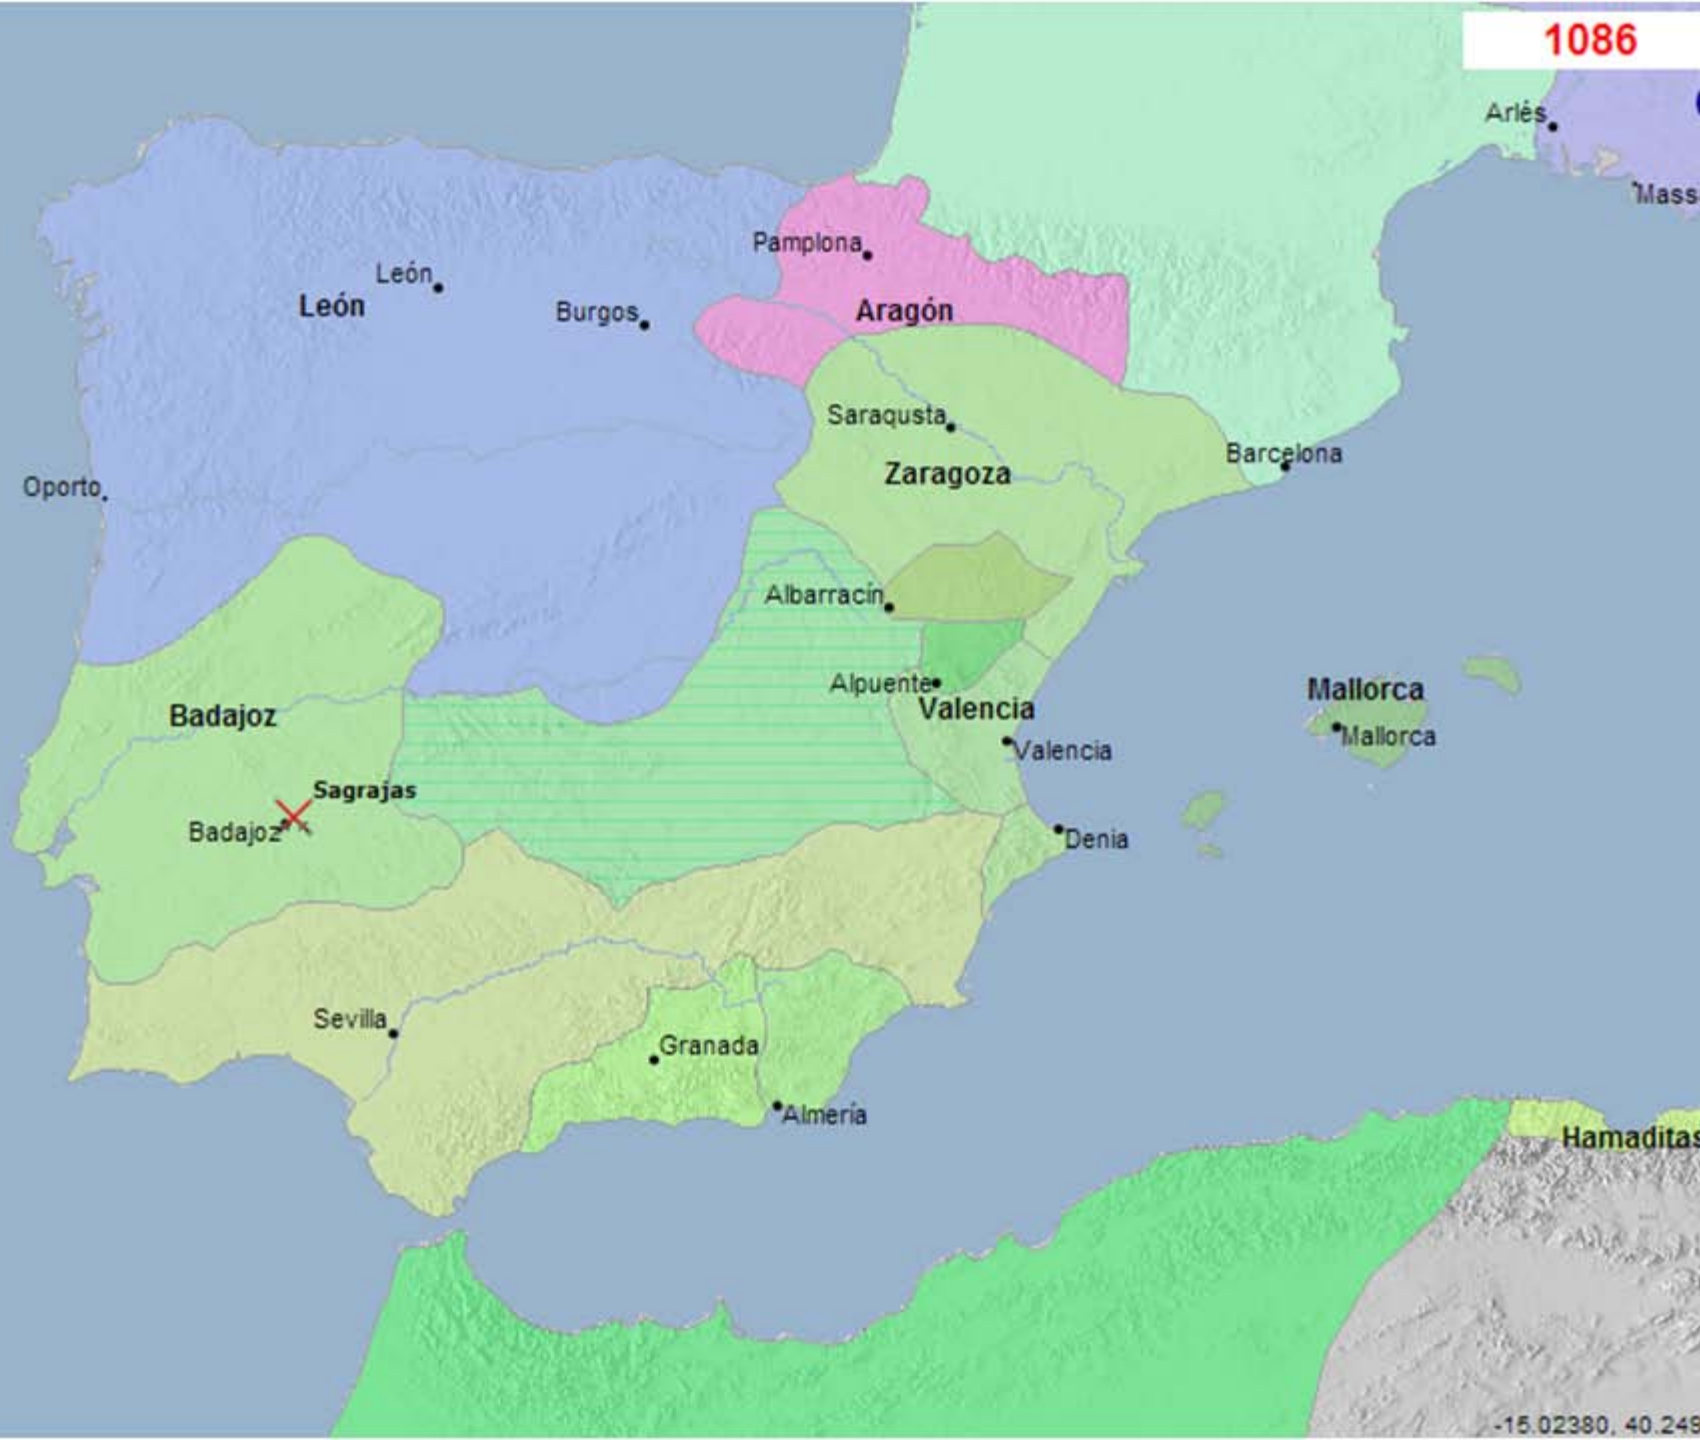 1086
Arlés
Mass
Pamplona
León
León
Burgos
Aragón
Saraqusta
Zaragoza
Barcelona
Oporto
Albarracín
Alpuente
Valencia
Valencia
Mallorca
Mallorca
Badajoz
Sagrajas
Badajoz
Denia
Sevilla
Granada
Almería
Hamaditas
-15.02380, 40.249